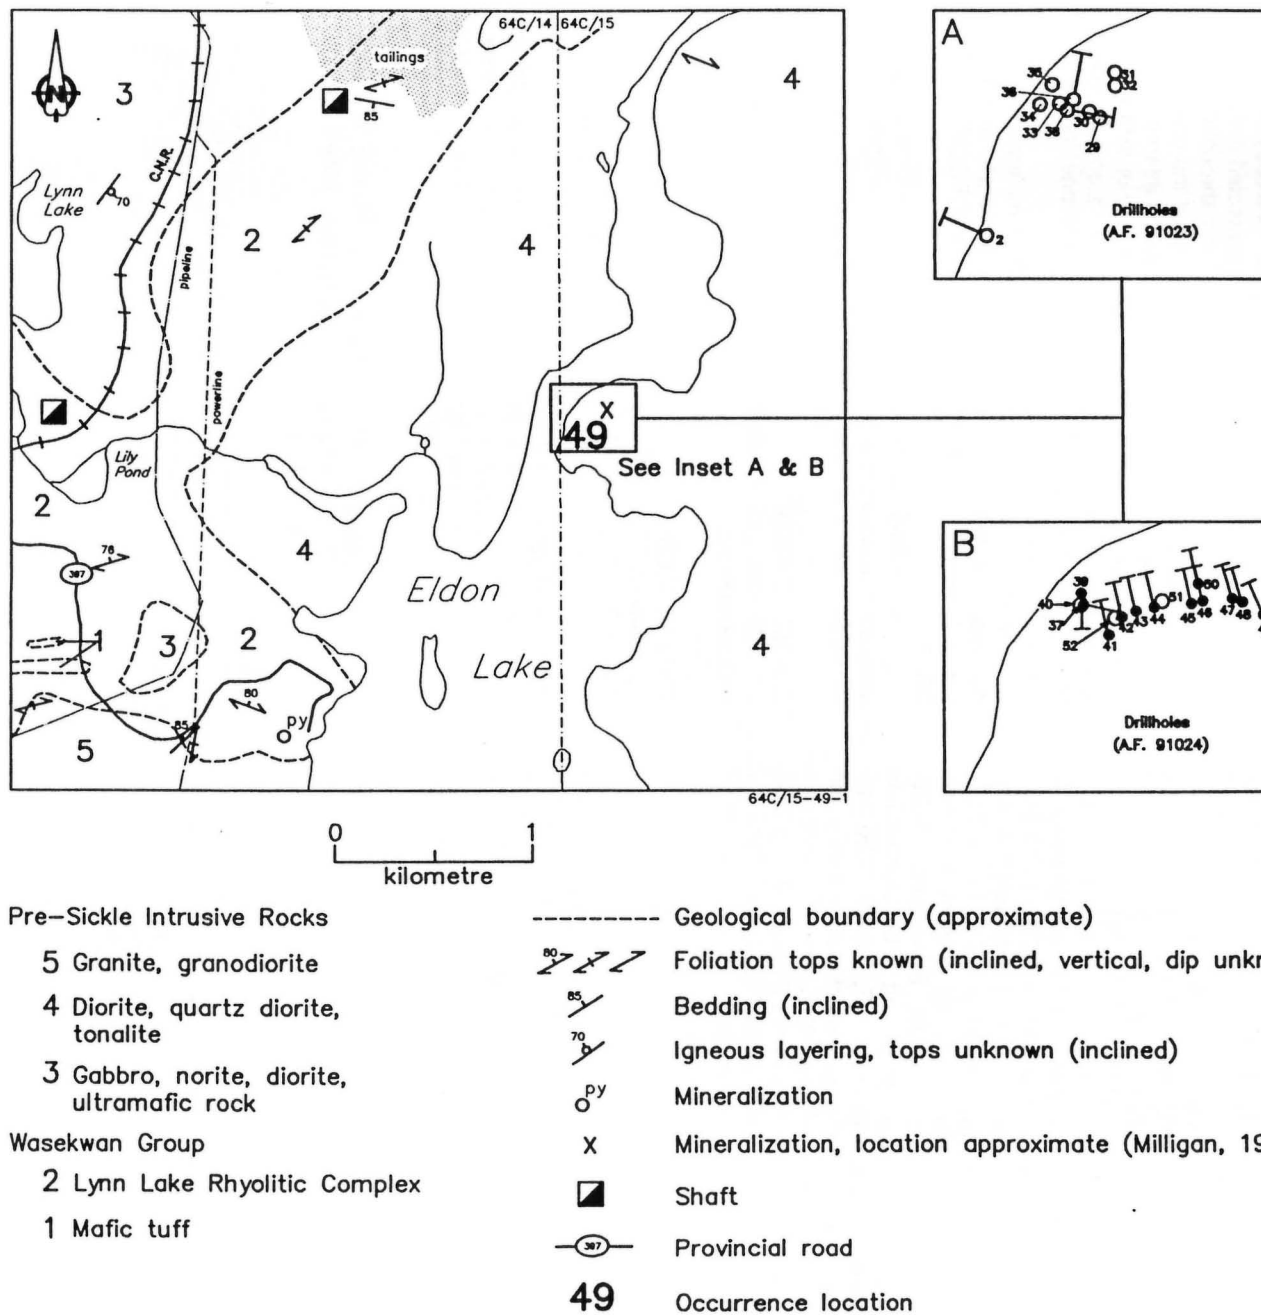 64C/14 64C/15
N
3
tailings
85
4
C.N.R.
Lynn
Lake
70
2
4
pipeline
powerline
X
49
See Inset A & B
Lily
Pond
2
76
397
4
Eldon
Lake
1
3
2
4
80
py
85
5
64C/15-49-1
A
35
31
32
36
34
33
38
30
29
2
Drillholes
(A.F. 91023)
B
39
40
37
52
41
42
43
44
51
45
46
50
47
48
Drillholes
(A.F. 91024)
0 1
kilometre
Pre-Sickle Intrusive Rocks
5 Granite, granodiorite
4 Diorite, quartz diorite,
tonalite
3 Gabbro, norite, diorite,
ultramafic rock
Wasekwan Group
2 Lynn Lake Rhyolitic Complex
1 Mafic tuff
Geological boundary (approximate)
80 Foliation tops known (inclined, vertical, dip unkn
85 Bedding (inclined)
70 Igneous layering, tops unknown (inclined)
py Mineralization
X Mineralization, location approximate (Milligan, 19
Shaft
397 Provincial road
49 Occurrence location